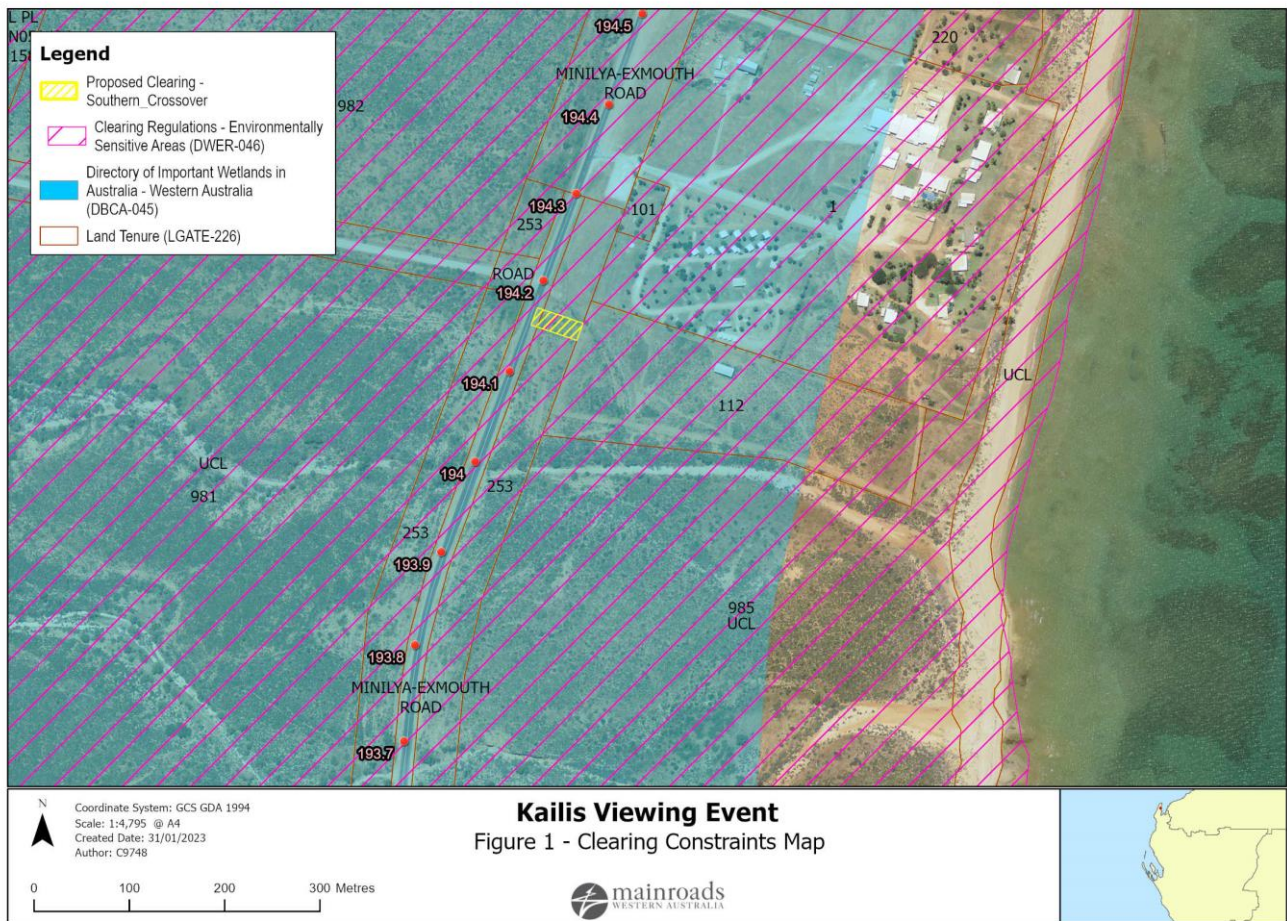 L PL
N05
158
Legend
Proposed Clearing -
Southern_Crossover
Clearing Regulations - Environmentally
Sensitive Areas (DWER-046)
Directory of Important Wetlands in
Australia - Western Australia
(DBCA-045)
Land Tenure (LGATE-226)
194.5
220
MINILYA-EXMOUTH
ROAD
982
194.4
194.3
101
1
253
ROAD
194.2
194.1
UCL
112
UCL
981
194
253
253
193.9
985
UCL
193.8
MINILYA-EXMOUTH
ROAD
193.7
N
Coordinate System: GCS GDA 1994
Scale: 1:4,795 @ A4
Created Date: 31/01/2023
Author: C9748
0 100 200 300 Metres
Kailis Viewing Event
Figure 1 - Clearing Constraints Map
mainroads
WESTERN AUSTRALIA